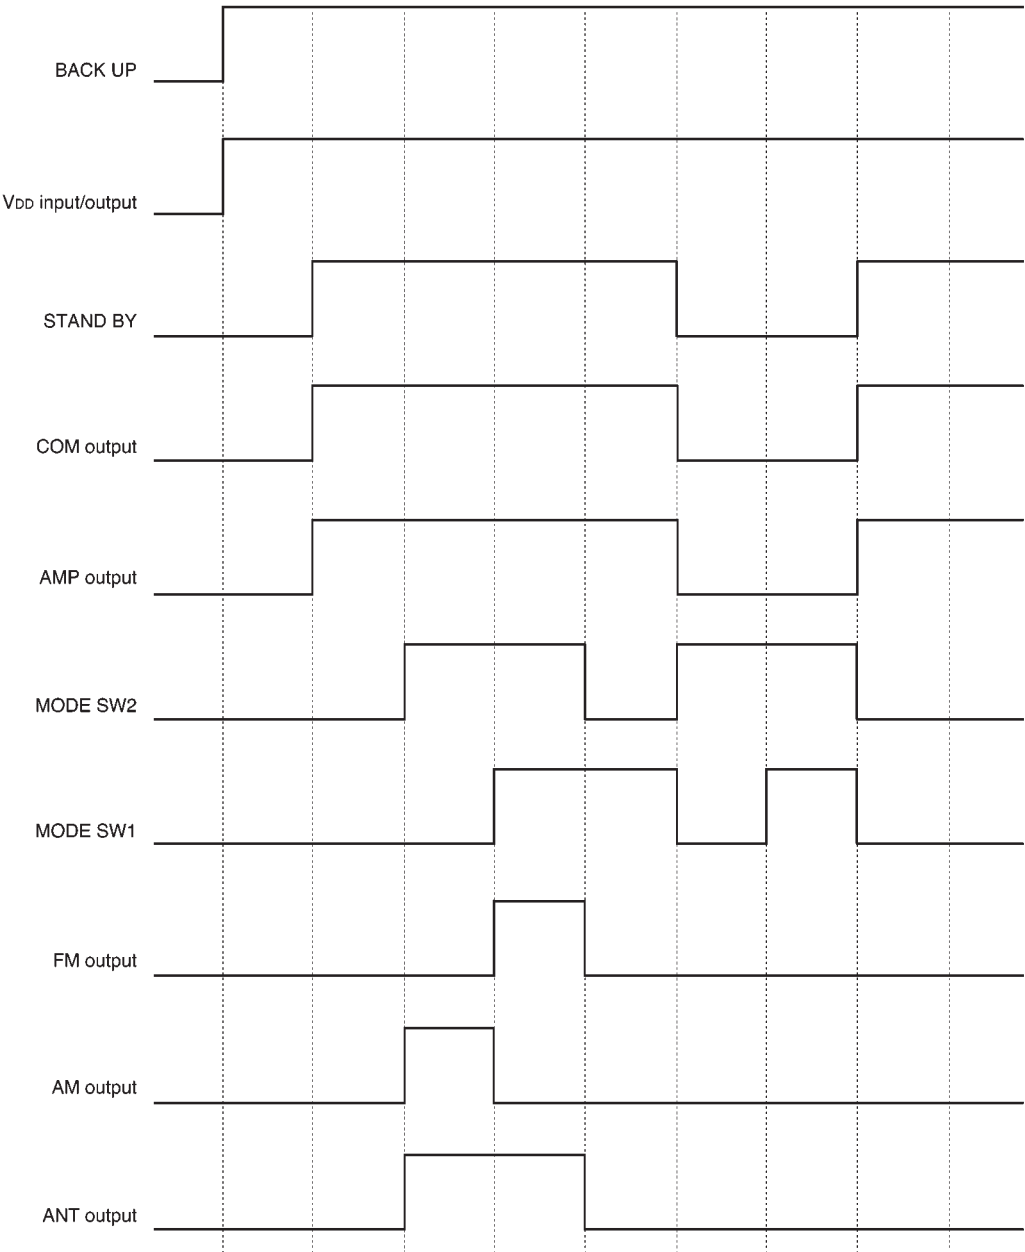 BACK UP
VDD input/output
STAND BY
COM output
AMP output
MODE SW2
MODE SW1
FM output
AM output
ANT output